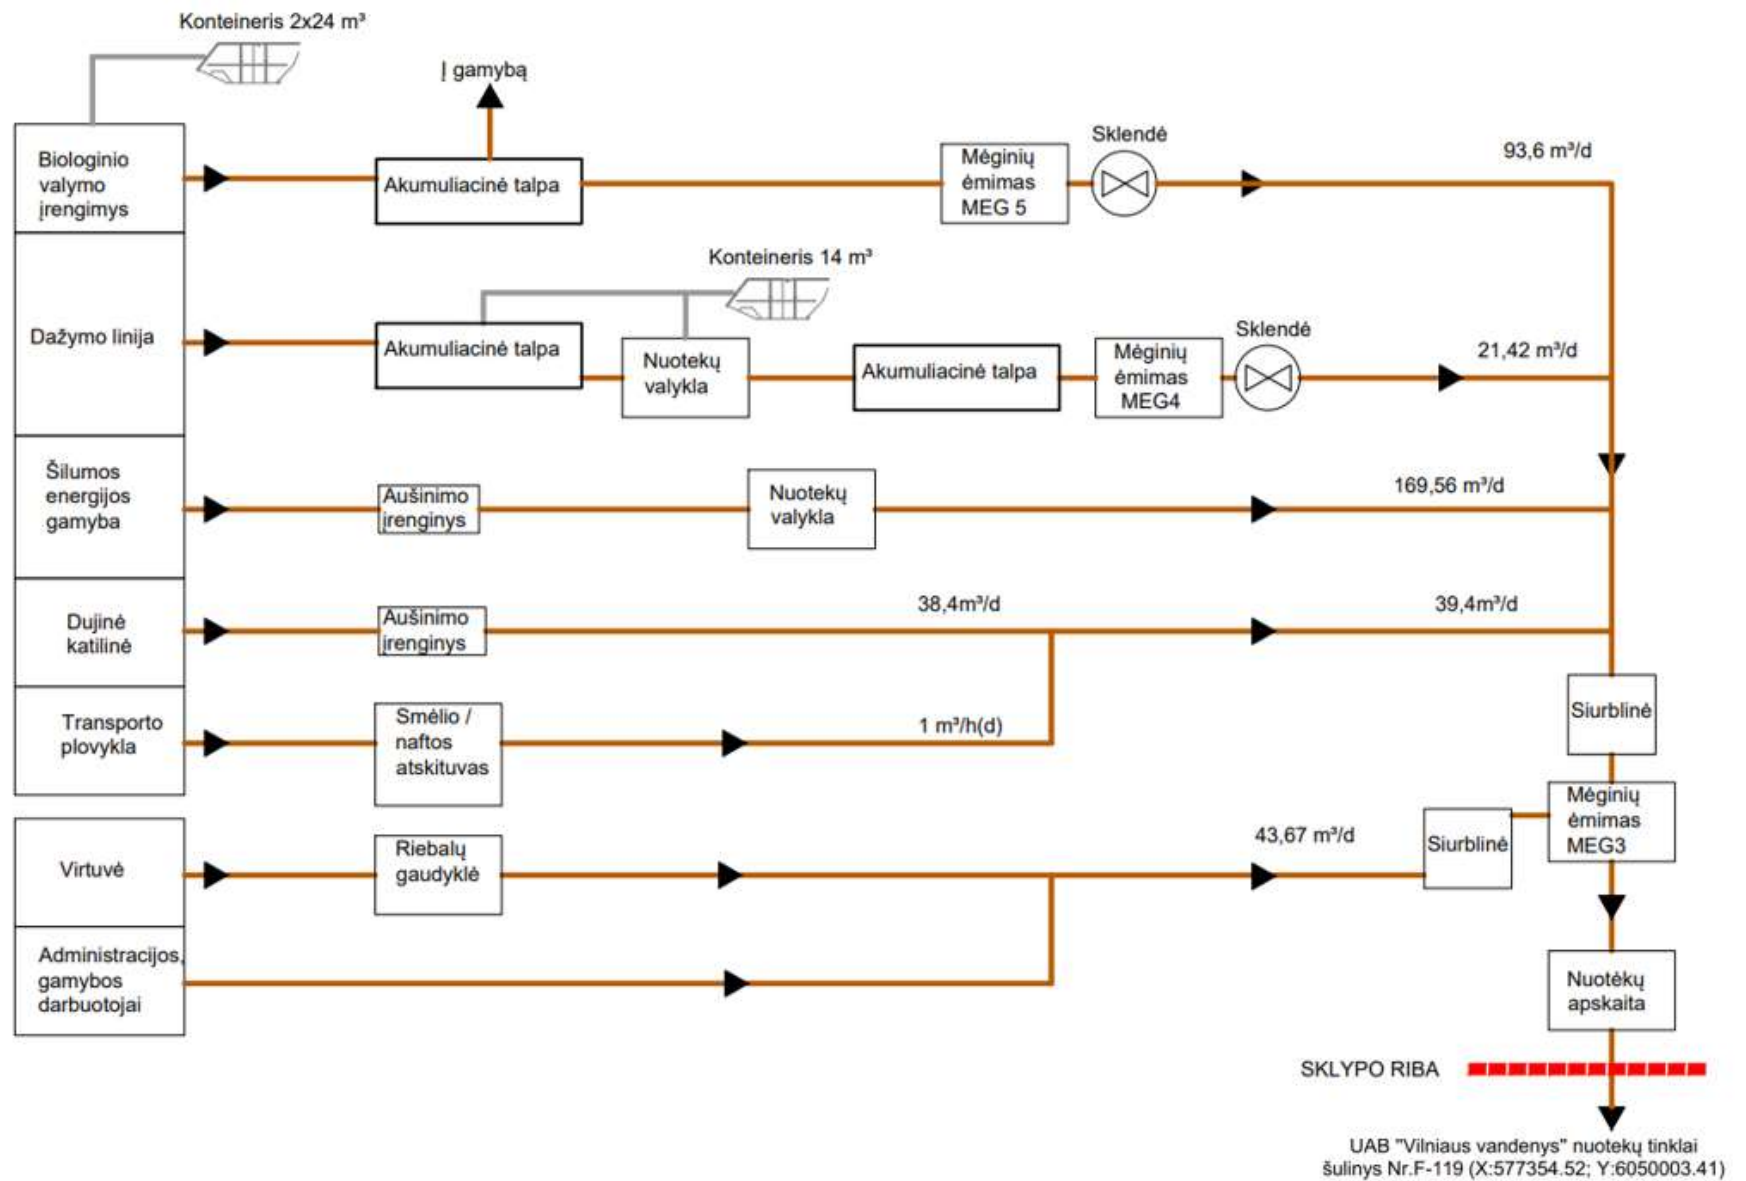 Konteineris 2x24 m³
Į gamybą
Biologinio
valymo
įrengimys
Akumuliacinė talpa
Mėginių
ėmimas
MEG 5
Sklendė
93,6 m³/d
Konteineris 14 m³
Dažymo linija
Akumuliacinė talpa
Nuotekų
valykla
Akumuliacinė talpa
Mėginių
ėmimas
MEG4
Sklendė
21,42 m³/d
Šilumos
energijos
gamyba
Aušinimo
įrenginys
Nuotekų
valykla
169,56 m³/d
Dujinė
katilinė
Aušinimo
įrenginys
38,4m³/d
39,4m³/d
Transporto
plovykla
Smėlio /
naftos
atskituvas
1 m³/h(d)
Siurblinė
Mėginių
ėmimas
MEG3
Virtuvė
Riebalų
gaudyklė
43,67 m³/d
Siurblinė
Administracijos,
gamybos
darbuotojai
Nuotėkų
apskaita
SKLYPO RIBA
UAB "Vilniaus vandenys" nuotekų tinklai
šulinys Nr.F-119 (X:577354.52; Y:6050003.41)